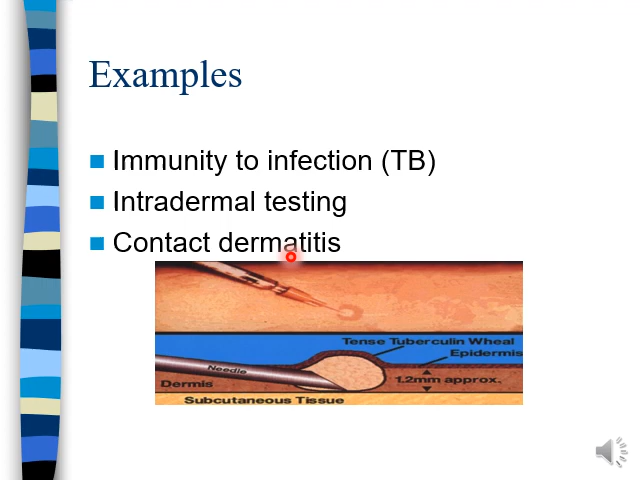 Examples
Immunity to infection (TB)
Intradermal testing
Contact dermatitis
Tense Tuberculin Wheal
Epidermis
Needle
1.2mm approx.
Dermis
Subcutaneous Tissue